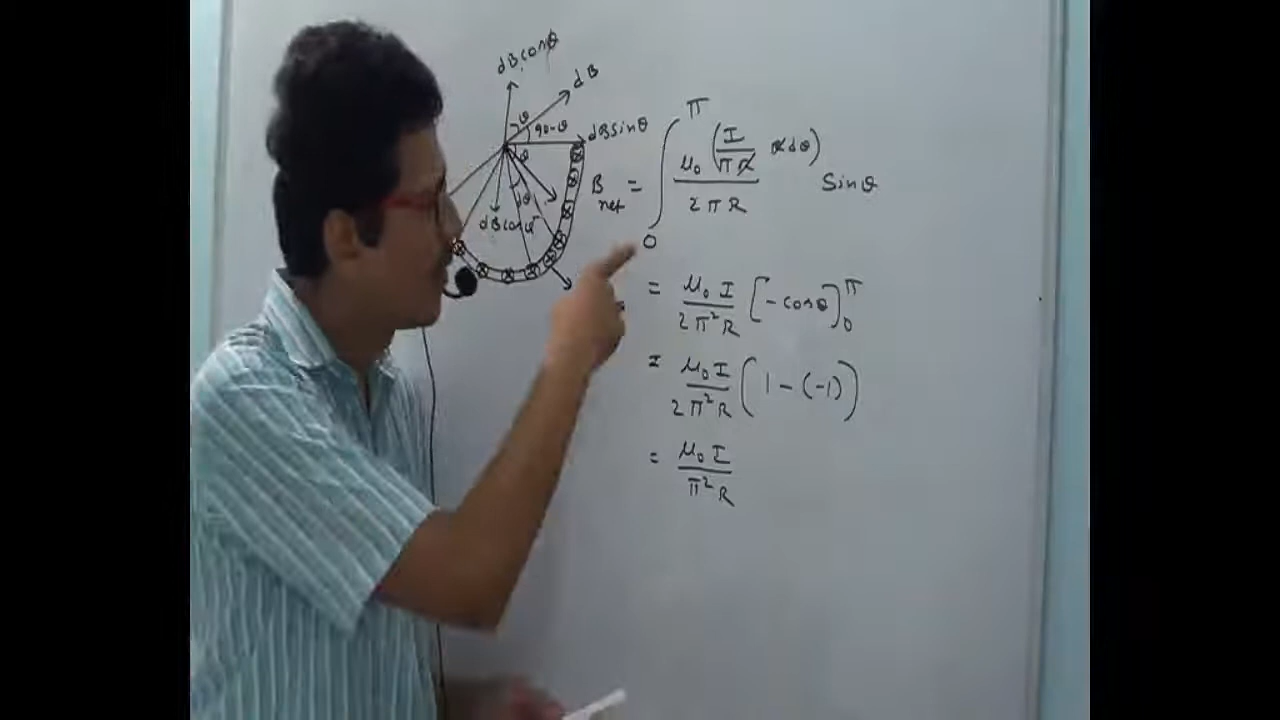 dB cosθ
dB
θ
90-θ
dB sinθ
θ
dθ
dB cosθ
B net = ∫₀^π μ₀ (I/πR Rdθ) / 2πR sinθ
= μ₀I / 2π²R [-cosθ]₀^π
= μ₀I / 2π²R (1-(-1))
= μ₀I / π²R